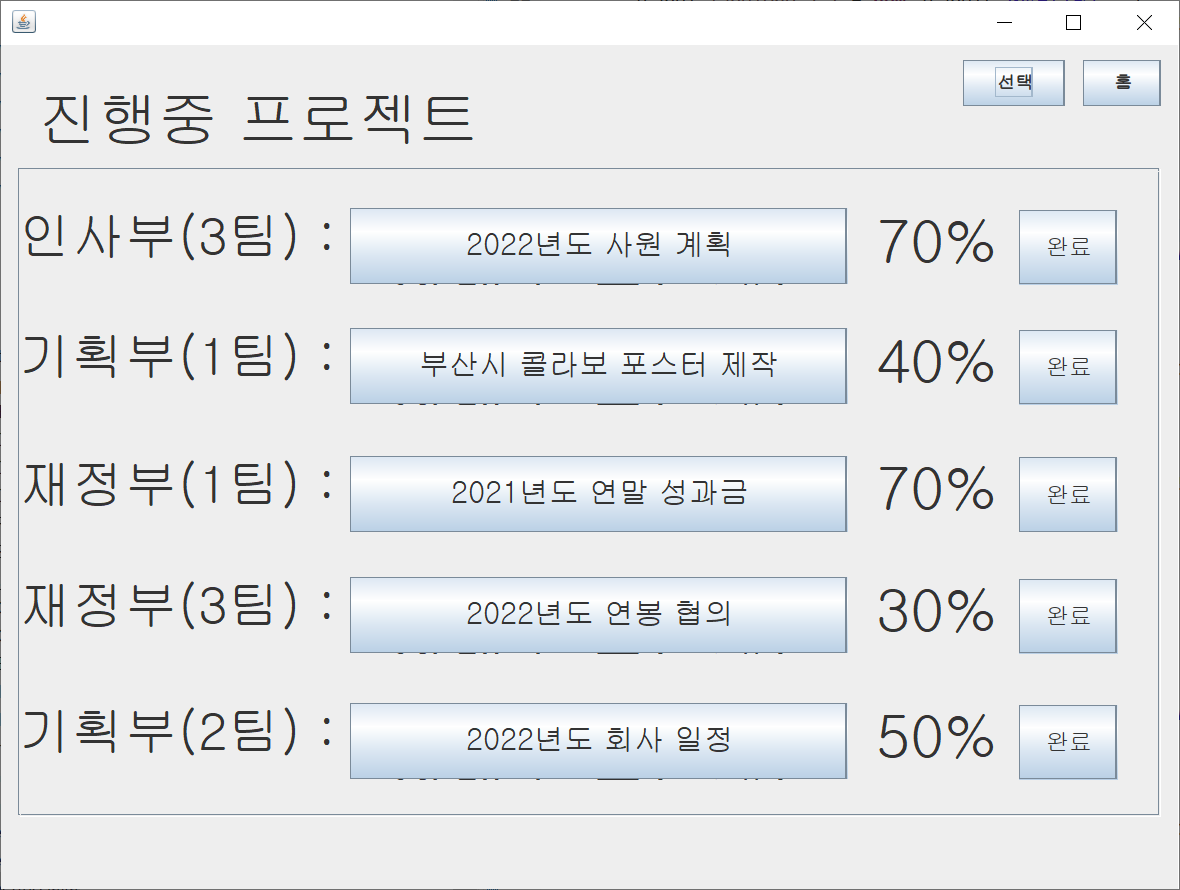 선택 홈
진행중 프로젝트
인사부(3팀) : 2022년도 사원 계획 70% 완료
기획부(1팀) : 부산시 콜라보 포스터 제작 40% 완료
재정부(1팀) : 2021년도 연말 성과금 70% 완료
재정부(3팀) : 2022년도 연봉 협의 30% 완료
기획부(2팀) : 2022년도 회사 일정 50% 완료